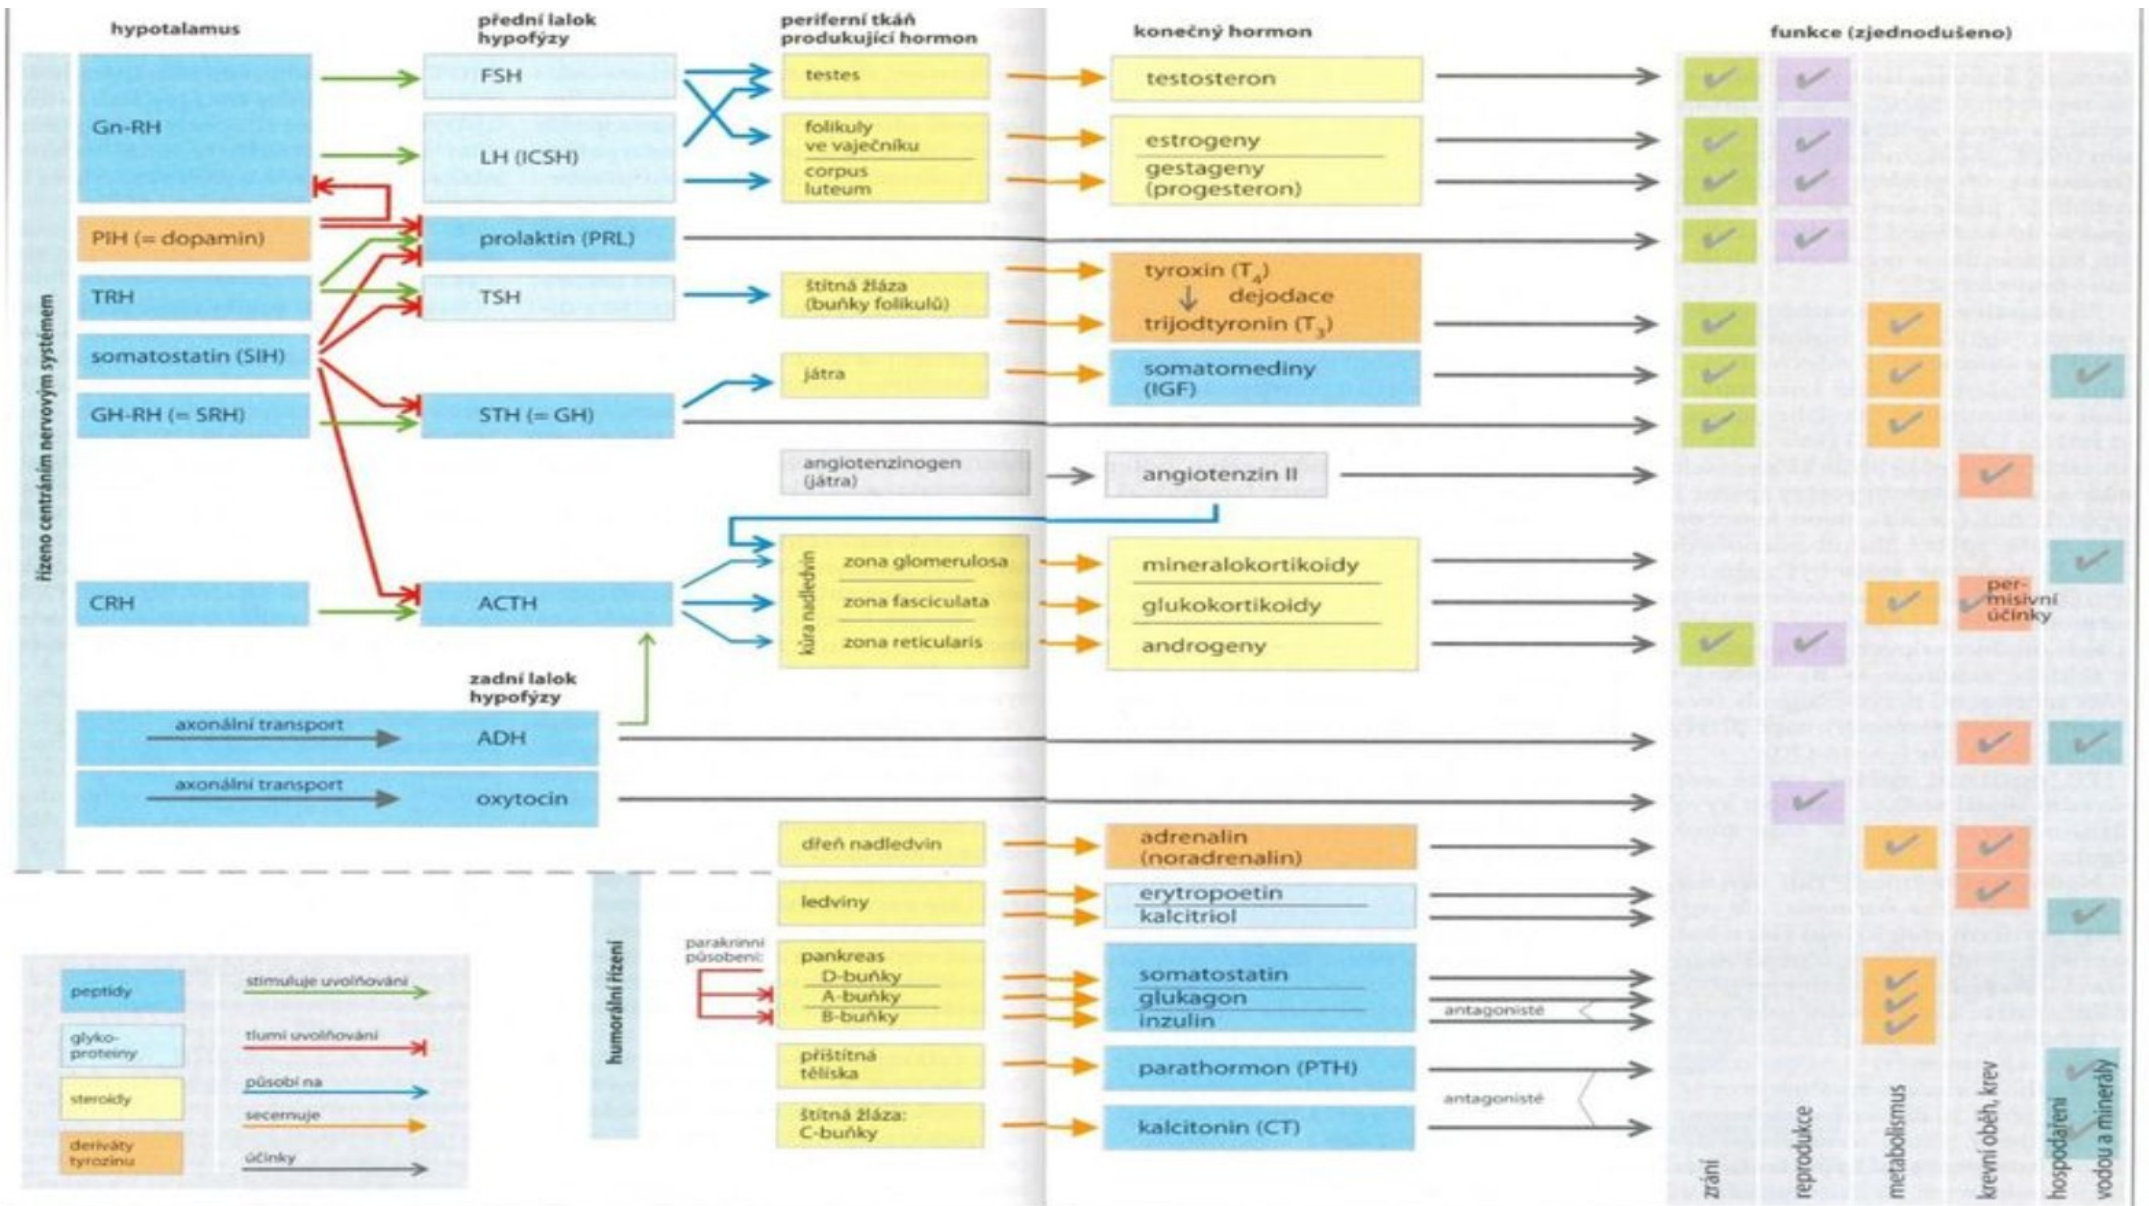 hypotalamus
přední lalok
hypofýzy
periferní tkáň
produkující hormon
konečný hormon
funkce (zjednodušeno)
řízeno centráním nervovým systémem
Gn-RH
PIH (= dopamin)
TRH
somatostatin (SIH)
GH-RH (= SRH)
CRH
FSH
LH (ICSH)
prolaktin (PRL)
TSH
STH (= GH)
ACTH
testes
folikuly
ve vaječníku
corpus
luteum
štítná žláza
(buňky folikulů)
játra
angiotenzinogen
(játra)
kůra nadledvin
zona glomerulosa
zona fasciculata
zona reticularis
testosteron
estrogeny
gestageny
(progesteron)
tyroxin (T4)
dejodace
trijodtyronin (T3)
somatomediny
(IGF)
angiotenzin II
mineralokortikoidy
glukokortikoidy
androgeny
per-
misivní
účinky
zadní lalok
hypofýzy
axonální transport
ADH
axonální transport
oxytocin
humorální řízení
dřeň nadledvin
ledviny
parakrinní
působení:
pankreas
D-buňky
A-buňky
B-buňky
příštítná
tělíska
štítná žláza:
C-buňky
adrenalin
(noradrenalin)
erytropoetin
kalcitriol
somatostatin
glukagon
inzulin
antagonisté
parathormon (PTH)
antagonisté
kalcitonin (CT)
peptidy
glyko-
proteiny
steroidy
deriváty
tyrozinu
stimuluje uvolňování
tlumí uvolňování
působí na
secernuje
účinky
zrání
reprodukce
metabolismus
krevní oběh, krev
hospodaření
vodou a minerály